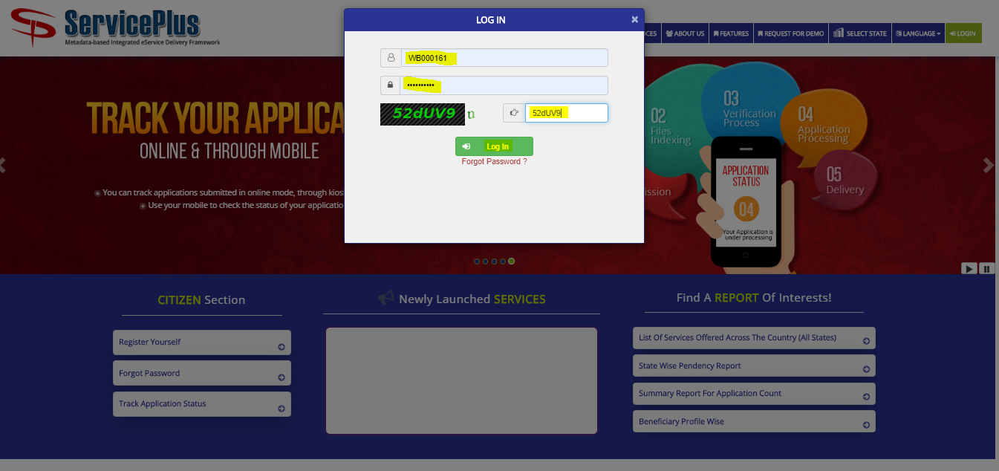 ServicePlus
Metadata-based Integrated eService Delivery Framework
LOG IN
×
CES
ABOUT US
FEATURES
REQUEST FOR DEMO
SELECT STATE
LANGUAGE
LOGIN
WB000161
••••••••••
52dUV9
52dUV9
Log In
Forgot Password ?
TRACK YOUR APPLICA
ONLINE & THROUGH MOBILE
You can track applications submitted in online mode, through kios
Use your mobile to check the status of your applicatio
02
Files
Indexing
03
Verification
Process
04
Application
Processing
05
Delivery
ission
APPLICATION
STATUS
04
Your Application is
under processing
CITIZEN Section
Register Yourself
Forgot Password
Track Application Status
Newly Launched SERVICES
Find A REPORT Of Interests!
List Of Services Offered Across The Country (All States)
State Wise Pendency Report
Summary Report For Application Count
Beneficiary Profile Wise